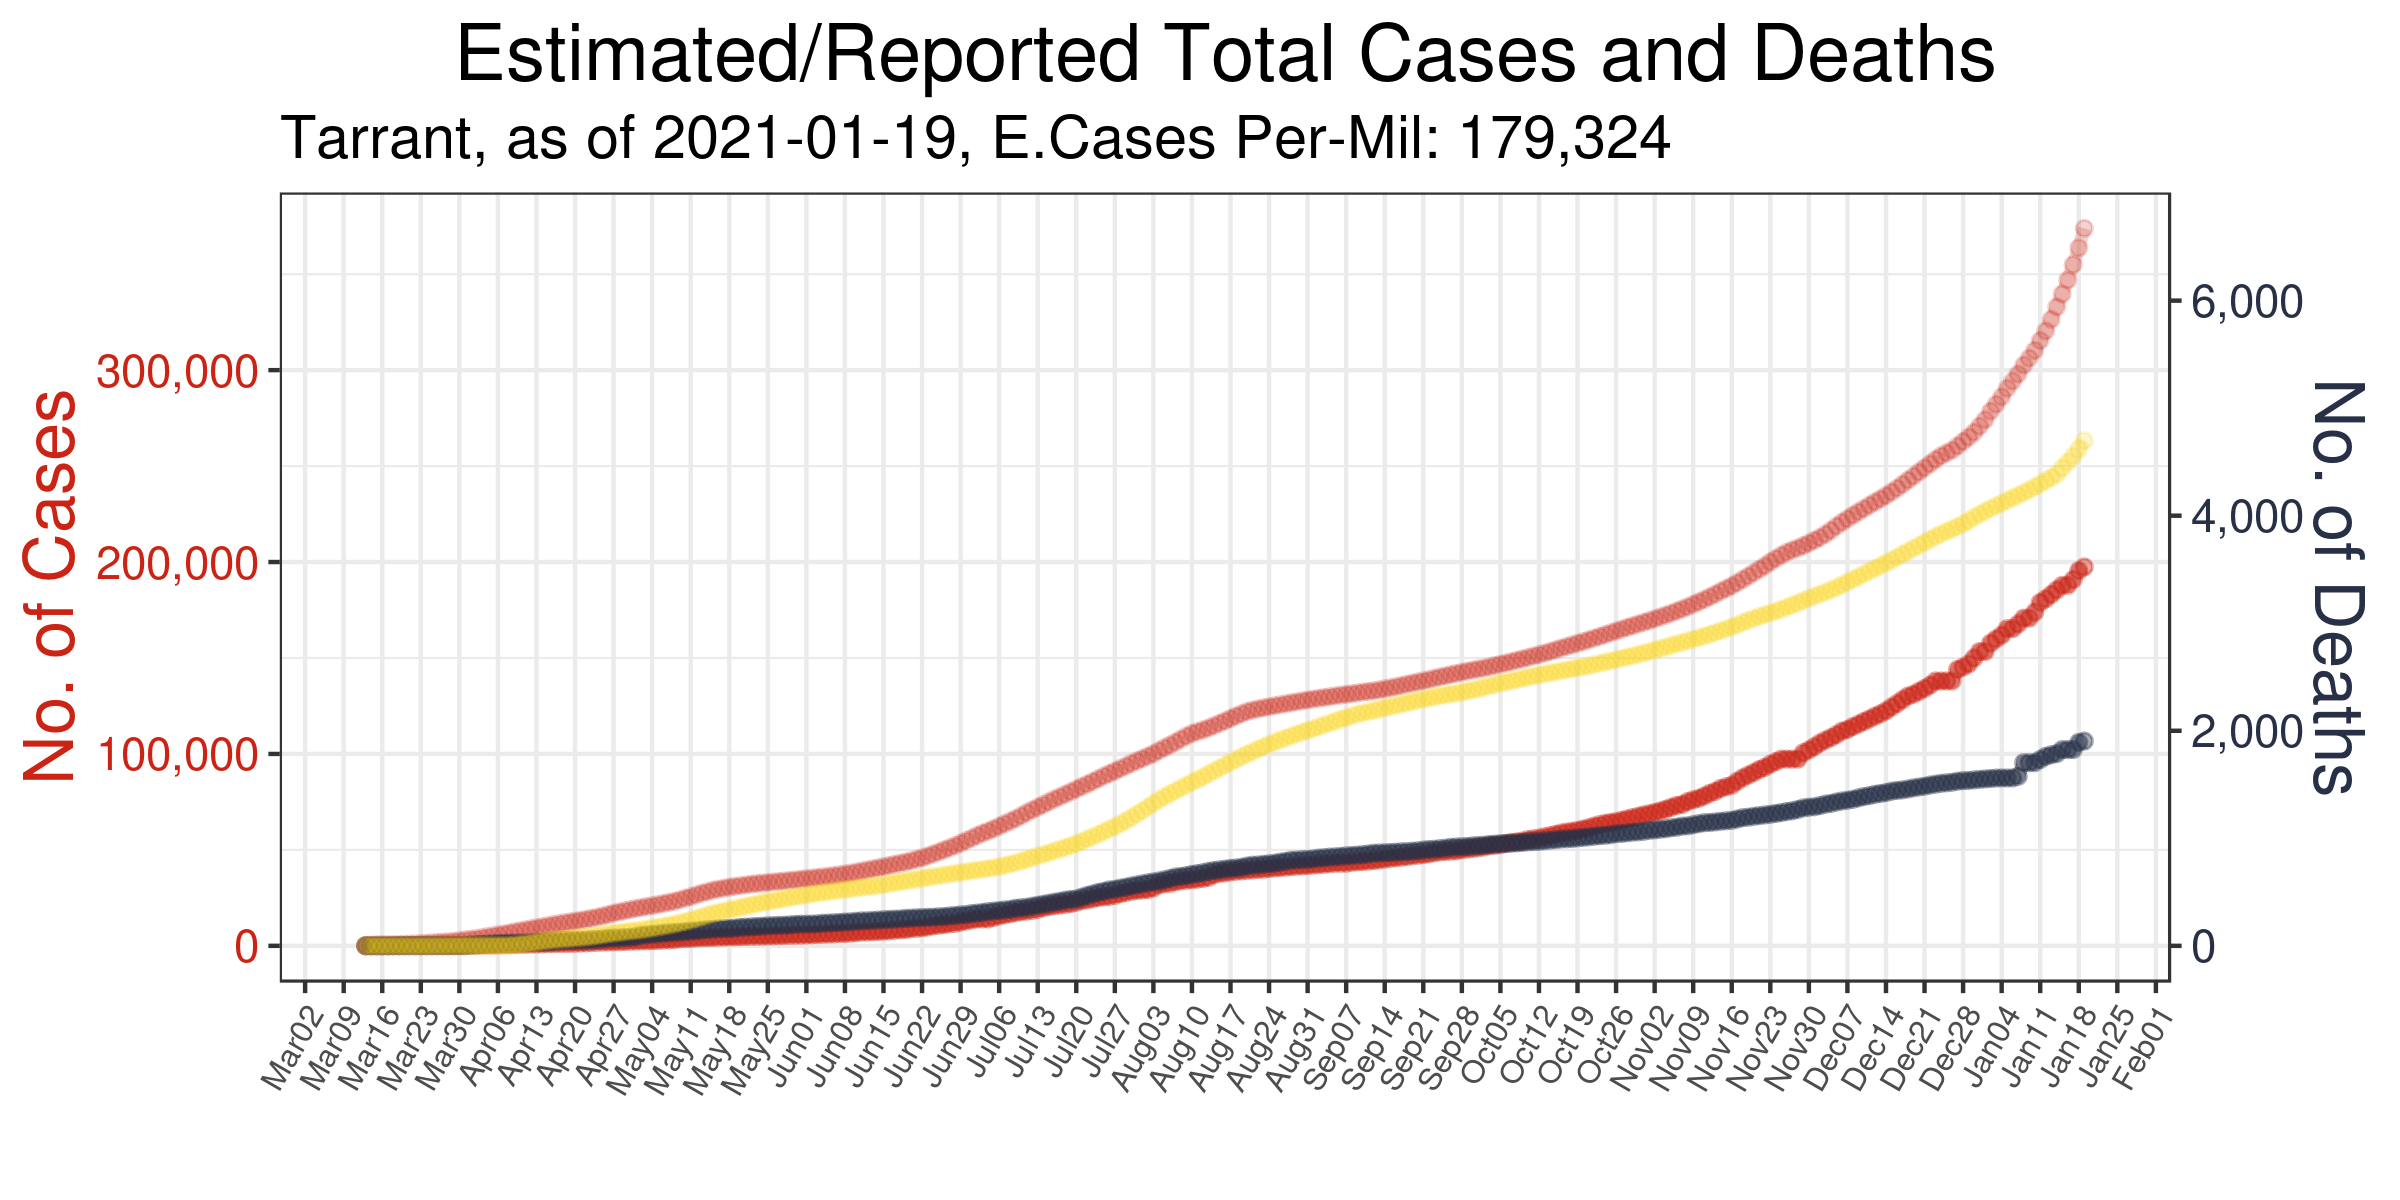 Estimated/Reported Total Cases and Deaths
Tarrant, as of 2021-01-19, E.Cases Per-Mil: 179,324
No. of Cases
300,000
200,000
100,000
0
6,000
4,000
2,000
0
No. of Deaths
Mar02
Mar09
Mar16
Mar23
Mar30
Apr06
Apr13
Apr20
Apr27
May04
May11
May18
May25
Jun01
Jun08
Jun15
Jun22
Jun29
Jul06
Jul13
Jul20
Jul27
Aug03
Aug10
Aug17
Aug24
Aug31
Sep07
Sep14
Sep21
Sep28
Oct05
Oct12
Oct19
Oct26
Nov02
Nov09
Nov16
Nov23
Nov30
Dec07
Dec14
Dec21
Dec28
Jan04
Jan11
Jan18
Jan25
Feb01